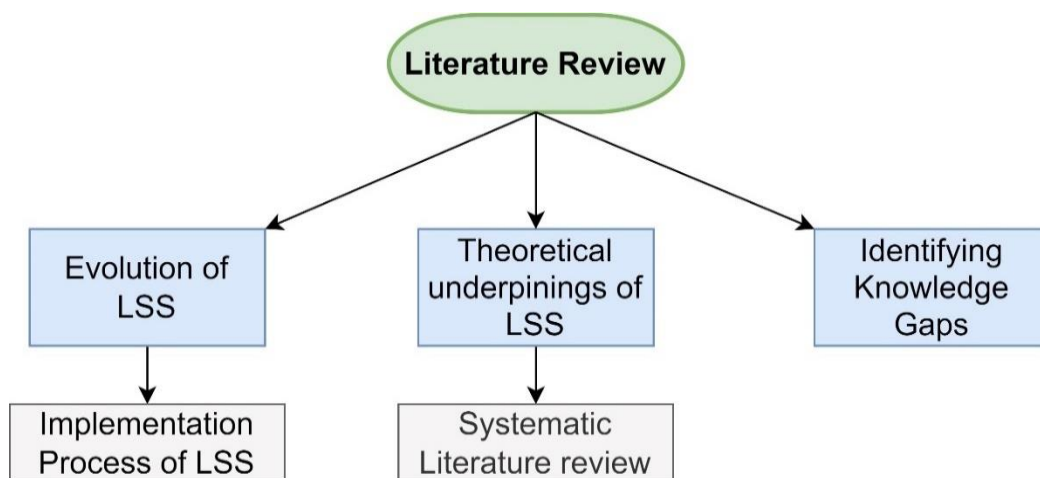 Literature Review
Evolution of
LSS
Theoretical
underpinings of
LSS
Identifying
Knowledge
Gaps
Implementation
Process of LSS
Systematic
Literature review